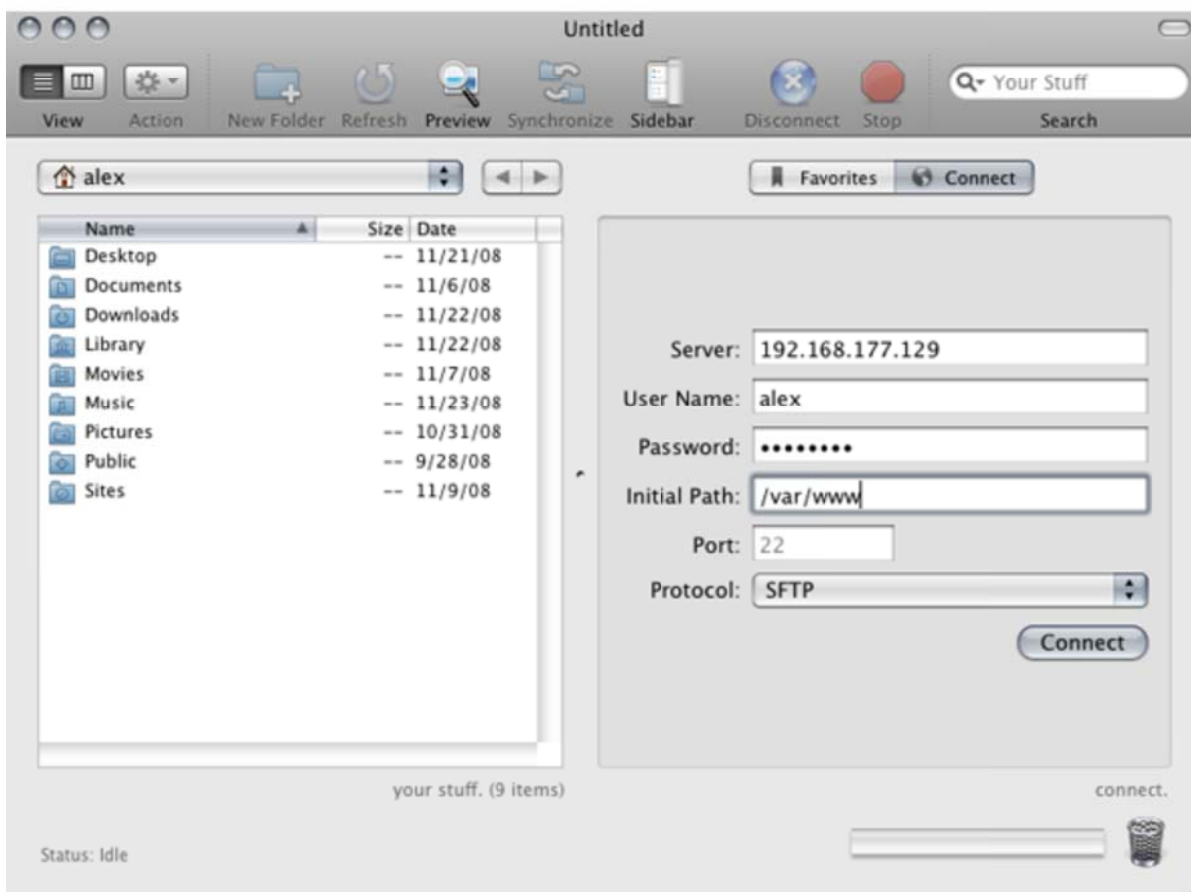 Untitled
View Action New Folder Refresh Preview Synchronize Sidebar Disconnect Stop Your Stuff Search
alex
Favorites Connect
Name Size Date
Desktop -- 11/21/08
Documents -- 11/6/08
Downloads -- 11/22/08
Library -- 11/22/08
Movies -- 11/7/08
Music -- 11/23/08
Pictures -- 10/31/08
Public -- 9/28/08
Sites -- 11/9/08
your stuff. (9 items)
Server: 192.168.177.129
User Name: alex
Password: ••••••••
Initial Path: /var/www
Port: 22
Protocol: SFTP
Connect
connect.
Status: Idle